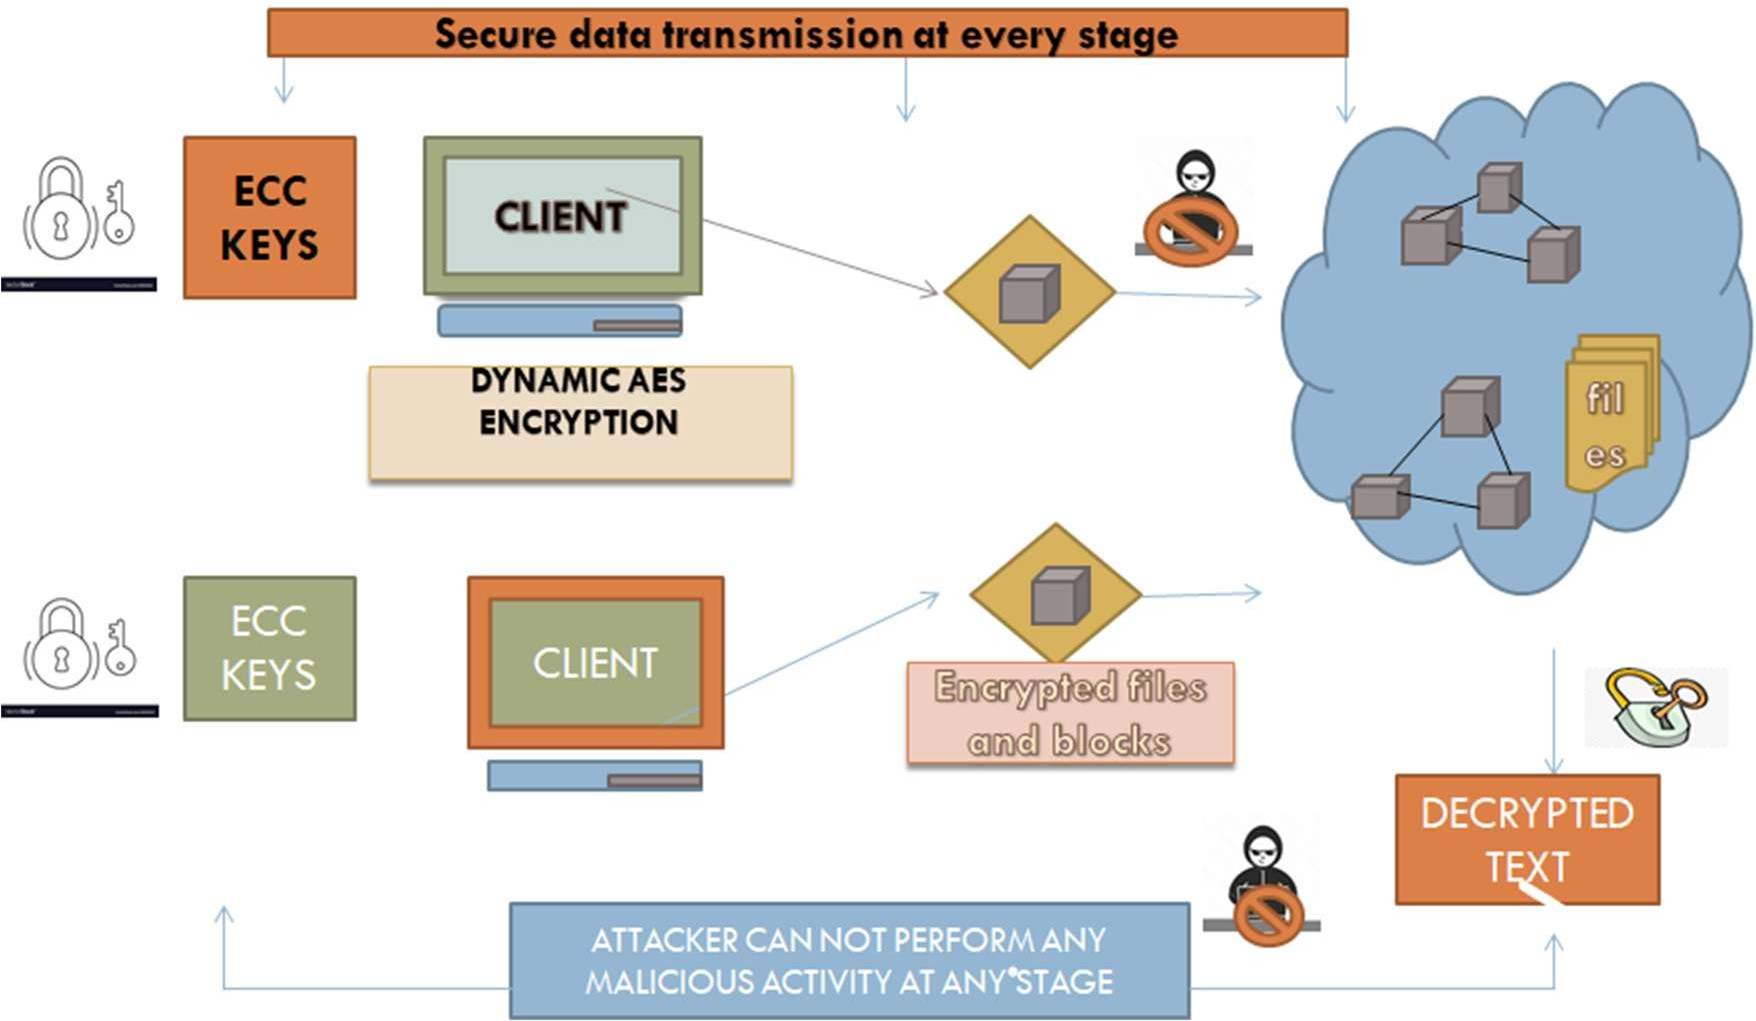 Secure data transmission at every stage
ECC
KEYS
CLIENT
DYNAMIC AES
ENCRYPTION
fil
es
ECC
KEYS
CLIENT
Encrypted files
and blocks
DECRYPTED
TEXT
ATTACKER CAN NOT PERFORM ANY
MALICIOUS ACTIVITY AT ANY STAGE